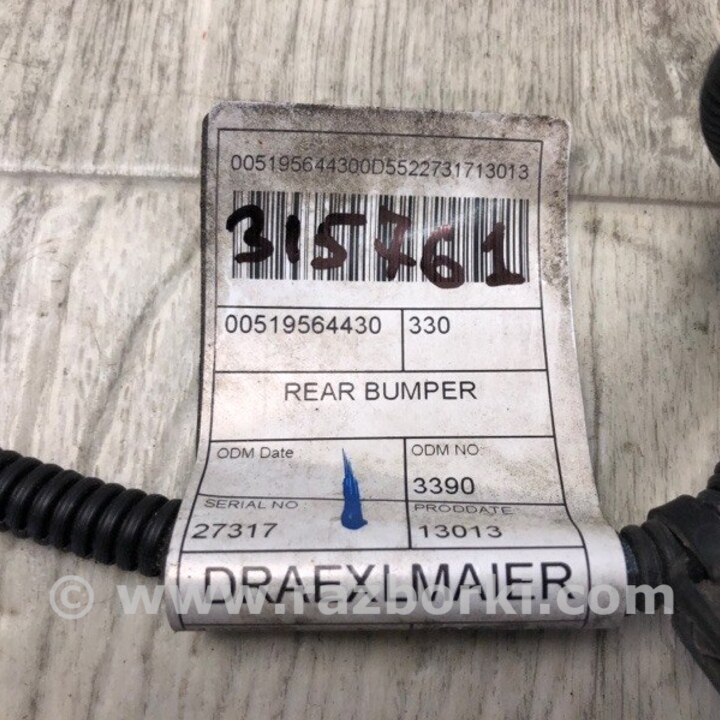 005195644300D5522731713013
315761
00519564430 330
REAR BUMPER
ODM Date ODM NO
3390
SERIAL NO PRODDATE
27317 13013
DRAEXLMAIER
© www.razborki.com